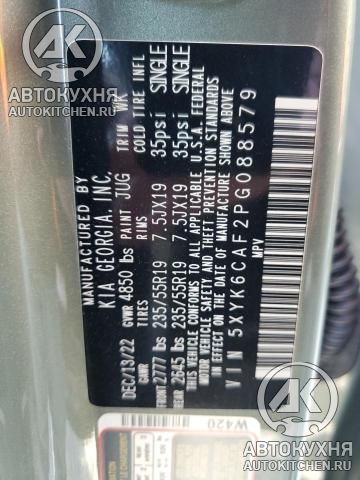 MANUFACTURED BY
KIA GEORGIA, INC.
DEC/13/22 GVWR 4850 lbs PAINT JUG TRIM WK
GAWR TIRES RIMS COLD TIRE INFL
FRONT 2777 lbs 235/55R19 7.5JX19 35psi SINGLE
REAR 2645 lbs 235/55R19 7.5JX19 35psi SINGLE
THIS VEHICLE CONFORMS TO ALL APPLICABLE U.S.A. FEDERAL
MOTOR VEHICLE SAFETY AND THEFT PREVENTION STANDARDS
IN EFFECT ON THE DATE OF MANUFACTURE SHOWN ABOVE
VIN 5XYK6CAF2PG088579
MPV
W420
АВТОКУХНЯ
AUTOKITCHEN.RU
АВТОКУХНЯ
AUTOKITCHEN.RU